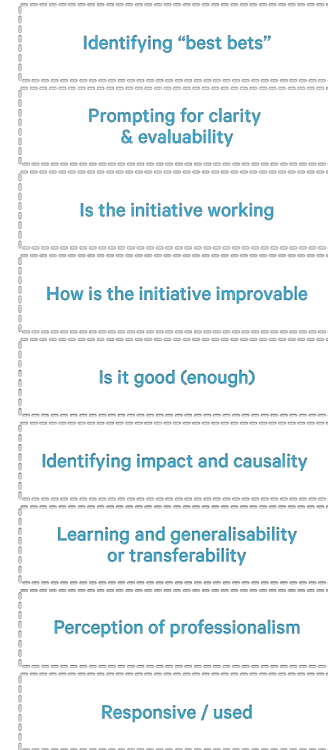 Identifying “best bets”
Prompting for clarity
& evaluability
Is the initiative working
How is the initiative improvable
Is it good (enough)
Identifying impact and causality
Learning and generalisability
or transferability
Perception of professionalism
Responsive / used